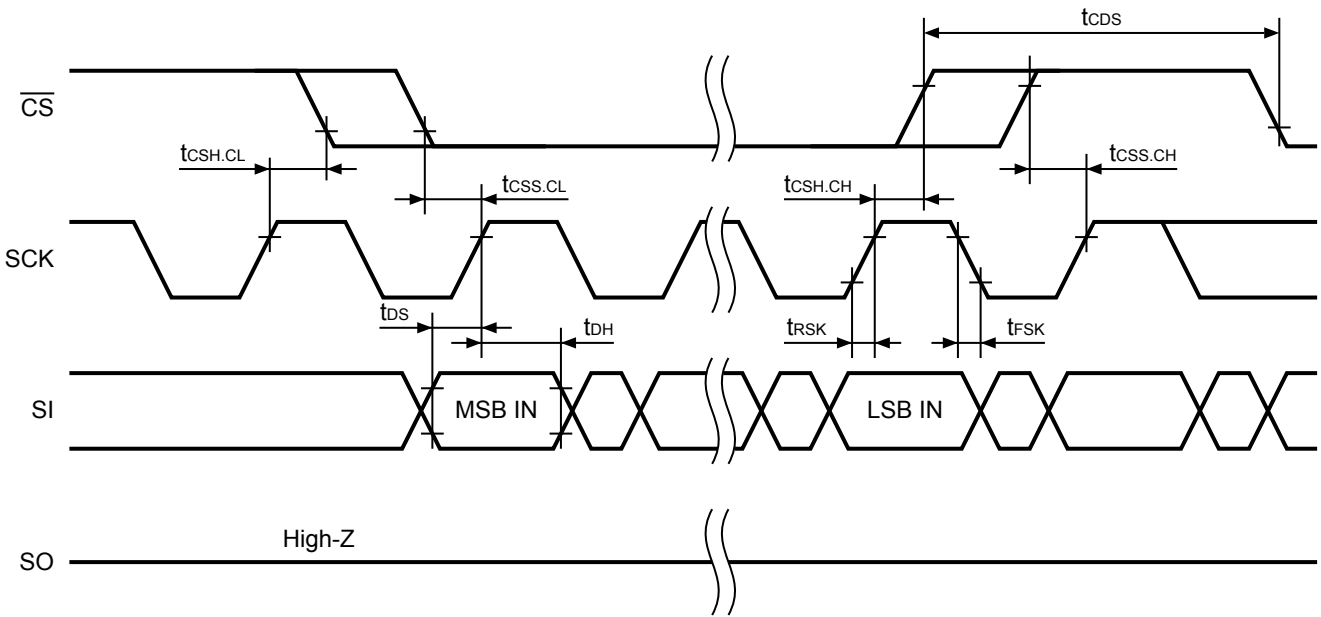 tCDS
CS
tCSH.CL
tCSS.CL
tCSH.CH
tCSS.CH
SCK
tDS
tDH
tRSK
tFSK
SI
MSB IN
LSB IN
High-Z
SO